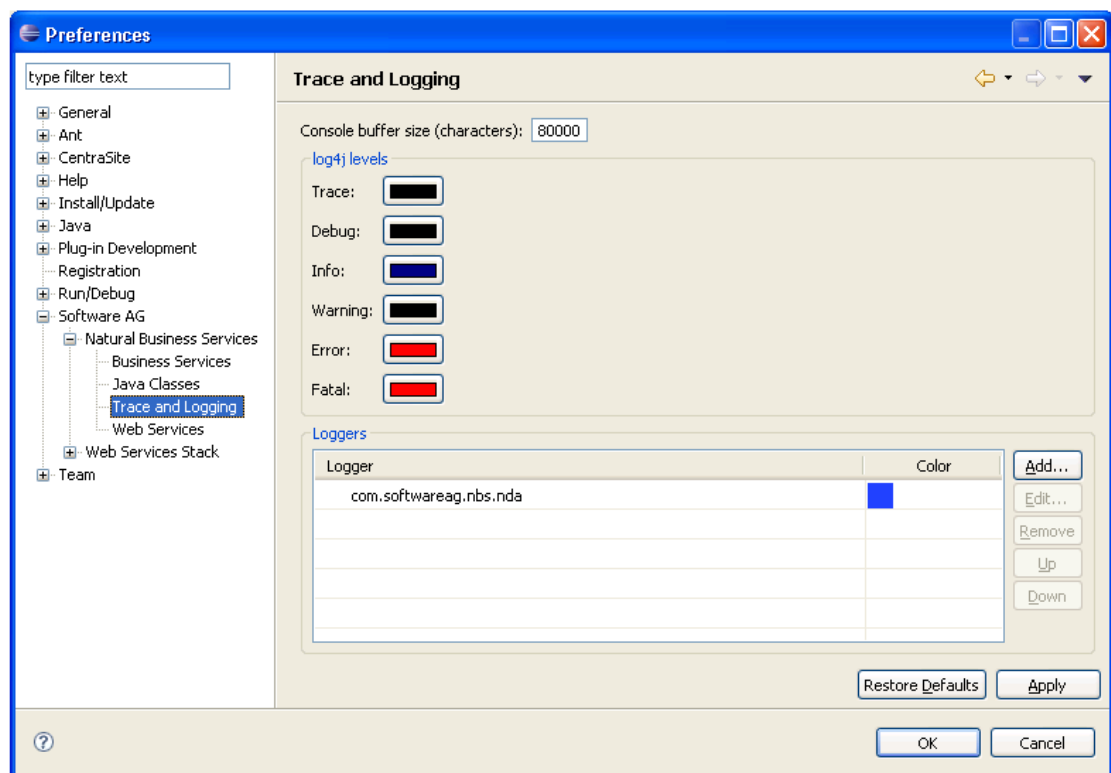 Preferences
type filter text
General
Ant
CentraSite
Help
Install/Update
Java
Plug-in Development
Registration
Run/Debug
Software AG
Natural Business Services
Business Services
Java Classes
Trace and Logging
Web Services
Web Services Stack
Team
Trace and Logging
Console buffer size (characters): 80000
log4j levels
Trace:
Debug:
Info:
Warning:
Error:
Fatal:
Loggers
Logger Color
com.softwareag.nbs.nda
Add...
Edit...
Remove
Up
Down
Restore Defaults Apply
? OK Cancel